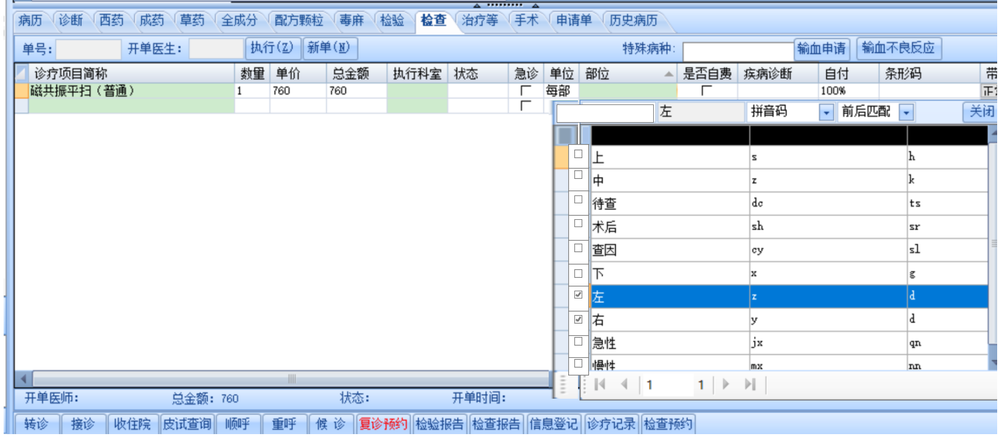 病历 诊断 西药 成药 草药 全成分 配方颗粒 毒麻 检验 检查 治疗等 手术 申请单 历史病历
单号: 开单医生: 执行(Z) 新单(N) 特殊病种: 输血申请 输血不良反应
诊疗项目简称 数量 单价 总金额 执行科室 状态 急诊 单位 部位 是否自费 疾病诊断 自付 条形码 带
磁共振平扫（普通） 1 760 760 每部 100% 正常
左 拼音码 前后匹配 关闭
上 s h
中 z k
待查 dc ts
术后 sh sr
查因 cy sl
下 x g
左 z d
右 y d
急性 jx qn
慢性 mx nn
1 1
开单医师: 总金额: 760 状态: 开单时间:
转诊 接诊 收住院 皮试查询 顺呼 重呼 候 诊 复诊预约 检验报告 检查报告 信息登记 诊疗记录 检查预约